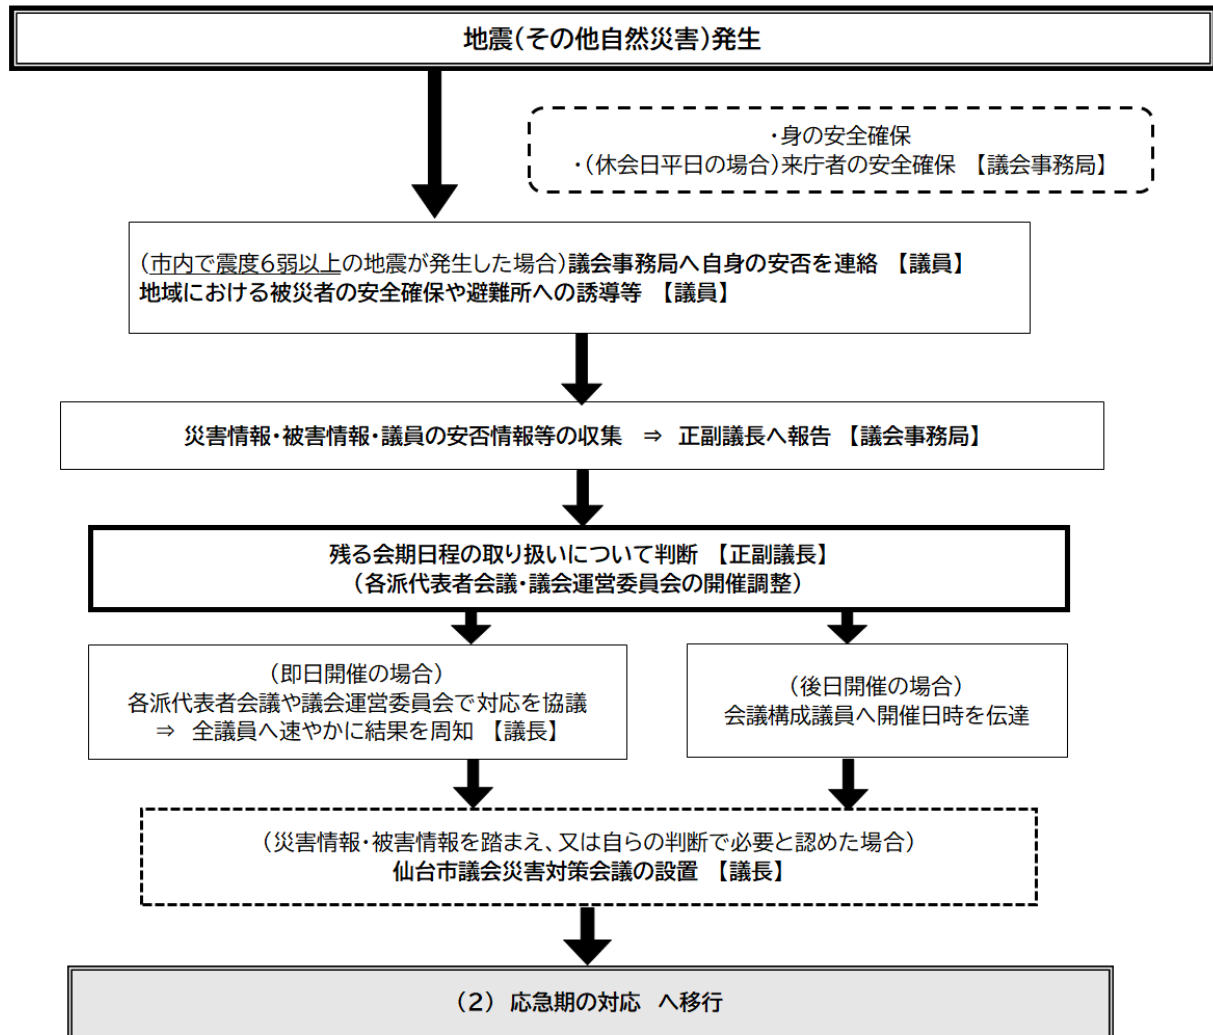 地震(その他自然災害)発生
・身の安全確保
・(休会日平日の場合)来庁者の安全確保 【議会事務局】
(市内で震度6弱以上の地震が発生した場合)議会事務局へ自身の安否を連絡 【議員】
地域における被災者の安全確保や避難所への誘導等 【議員】
災害情報・被害情報・議員の安否情報等の収集 ⇒ 正副議長へ報告 【議会事務局】
残る会期日程の取り扱いについて判断 【正副議長】
(各派代表者会議・議会運営委員会の開催調整)
(即日開催の場合)
各派代表者会議や議会運営委員会で対応を協議
⇒ 全議員へ速やかに結果を周知 【議長】
(後日開催の場合)
会議構成議員へ開催日時を伝達
(災害情報・被害情報を踏まえ、又は自らの判断で必要と認めた場合)
仙台市議会災害対策会議の設置 【議長】
(2) 応急期の対応 へ移行